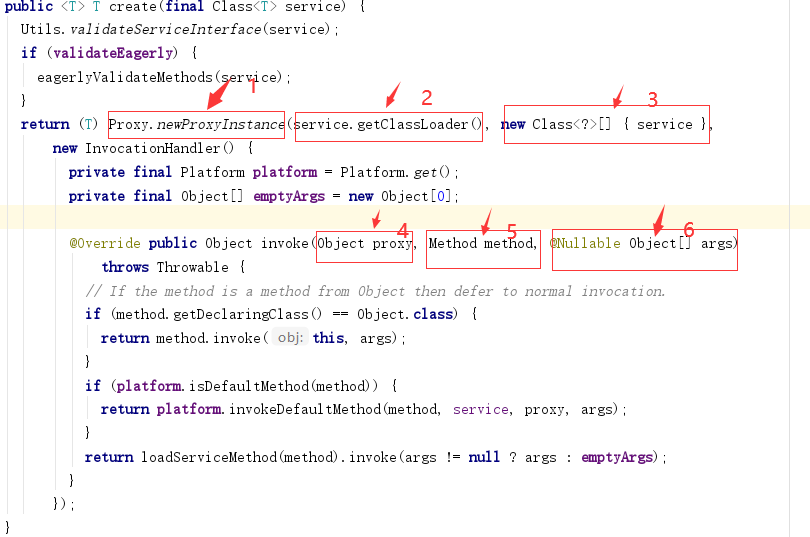 public <T> T create(final Class<T> service) {
Utils.validateServiceInterface(service);
if (validateEagerly) {
eagerlyValidateMethods(service);
}
1
2
3
return (T) Proxy.newProxyInstance(service.getClassLoader(), new Class<?>[] { service },
new InvocationHandler() {
private final Platform platform = Platform.get();
private final Object[] emptyArgs = new Object[0];
4
5
6
@Override public Object invoke(Object proxy, Method method, @Nullable Object[] args)
throws Throwable {
// If the method is a method from Object then defer to normal invocation.
if (method.getDeclaringClass() == Object.class) {
return method.invoke( obj: this, args);
}
if (platform.isDefaultMethod(method)) {
return platform.invokeDefaultMethod(method, service, proxy, args);
}
return loadServiceMethod(method).invoke(args != null ? args : emptyArgs);
}
});
}